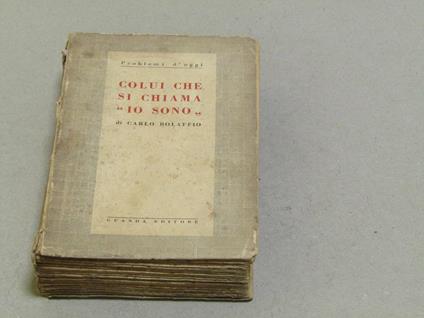 Problemi d'oggi
COLUI CHE
SI CHIAMA
"IO SONO„
di CARLO BOLAFFIO
GUANDA EDITORE